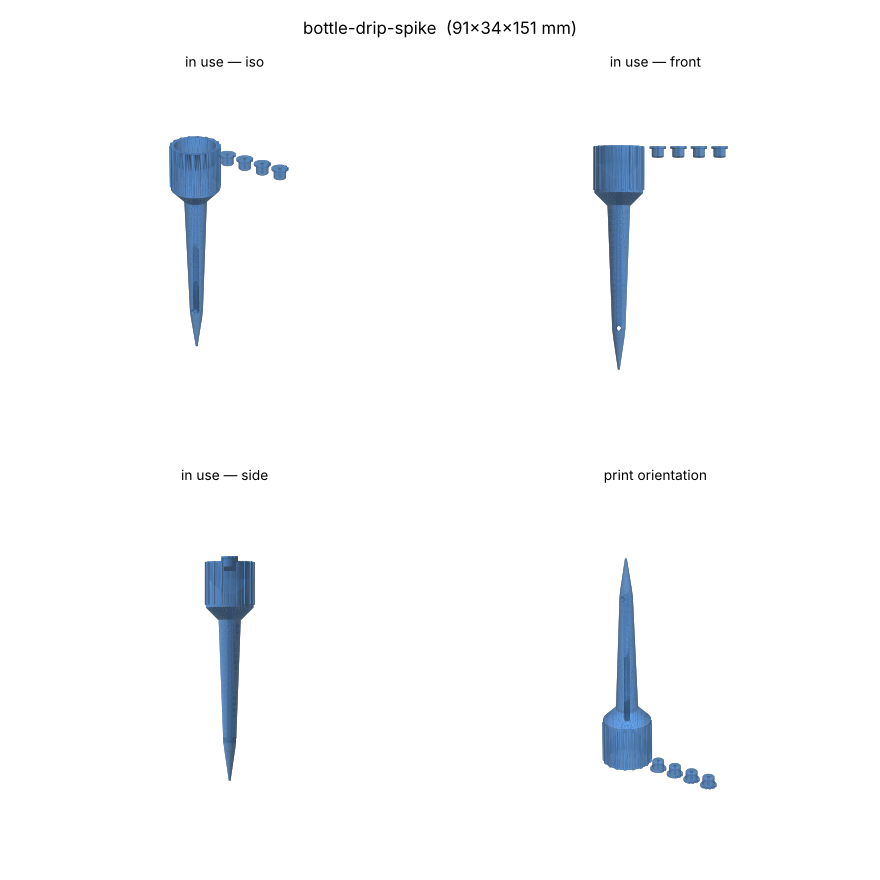 bottle-drip-spike (91×34×151 mm)
in use — iso
in use — front
in use — side
print orientation